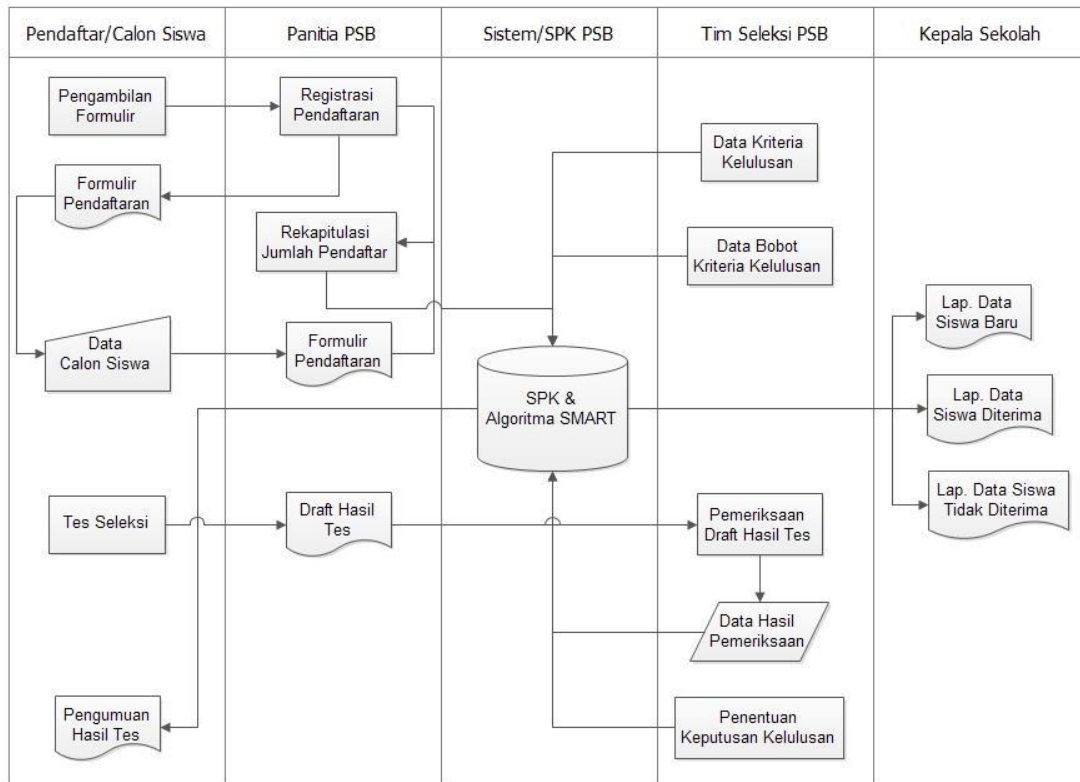 Pendaftar/Calon Siswa
Panitia PSB
Sistem/SPK PSB
Tim Seleksi PSB
Kepala Sekolah
Pengambilan
Formulir
Registrasi
Pendaftaran
Data Kriteria
Kelulusan
Formulir
Pendaftaran
Rekapitulasi
Jumlah Pendaftar
Data Bobot
Kriteria Kelulusan
Lap. Data
Siswa Baru
Data
Calon Siswa
Formulir
Pendaftaran
SPK &
Algoritma SMART
Lap. Data
Siswa Diterima
Lap. Data Siswa
Tidak Diterima
Tes Seleksi
Draft Hasil
Tes
Pemeriksaan
Draft Hasil Tes
Data Hasil
Pemeriksaan
Pengumuan
Hasil Tes
Penentuan
Keputusan Kelulusan